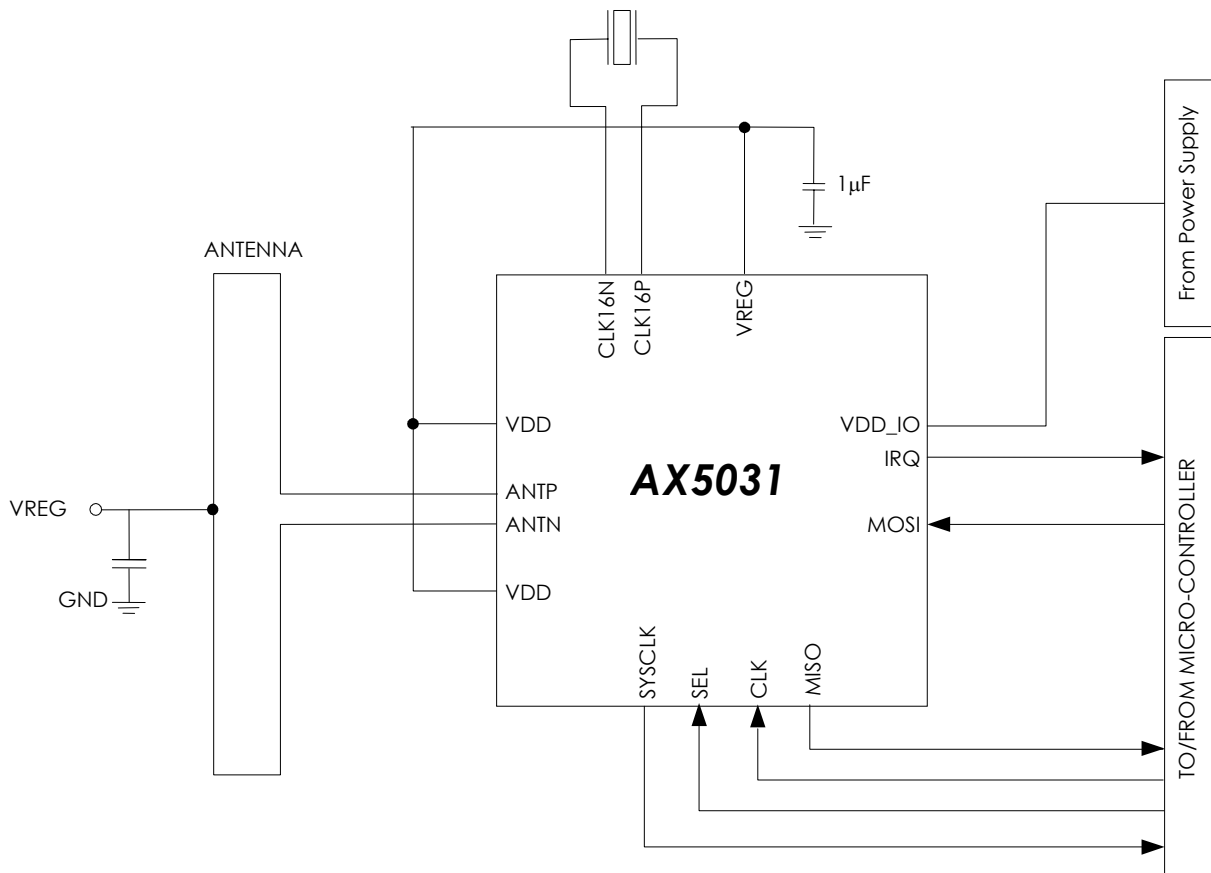 1μF
From Power Supply
ANTENNA
CLK16N
CLK16P
VREG
VDD
VDD_IO
IRQ
AX5031
ANTP
VREG
ANTN
MOSI
VDD
GND
SYSCLK
SEL
CLK
MISO
TO/FROM MICRO-CONTROLLER